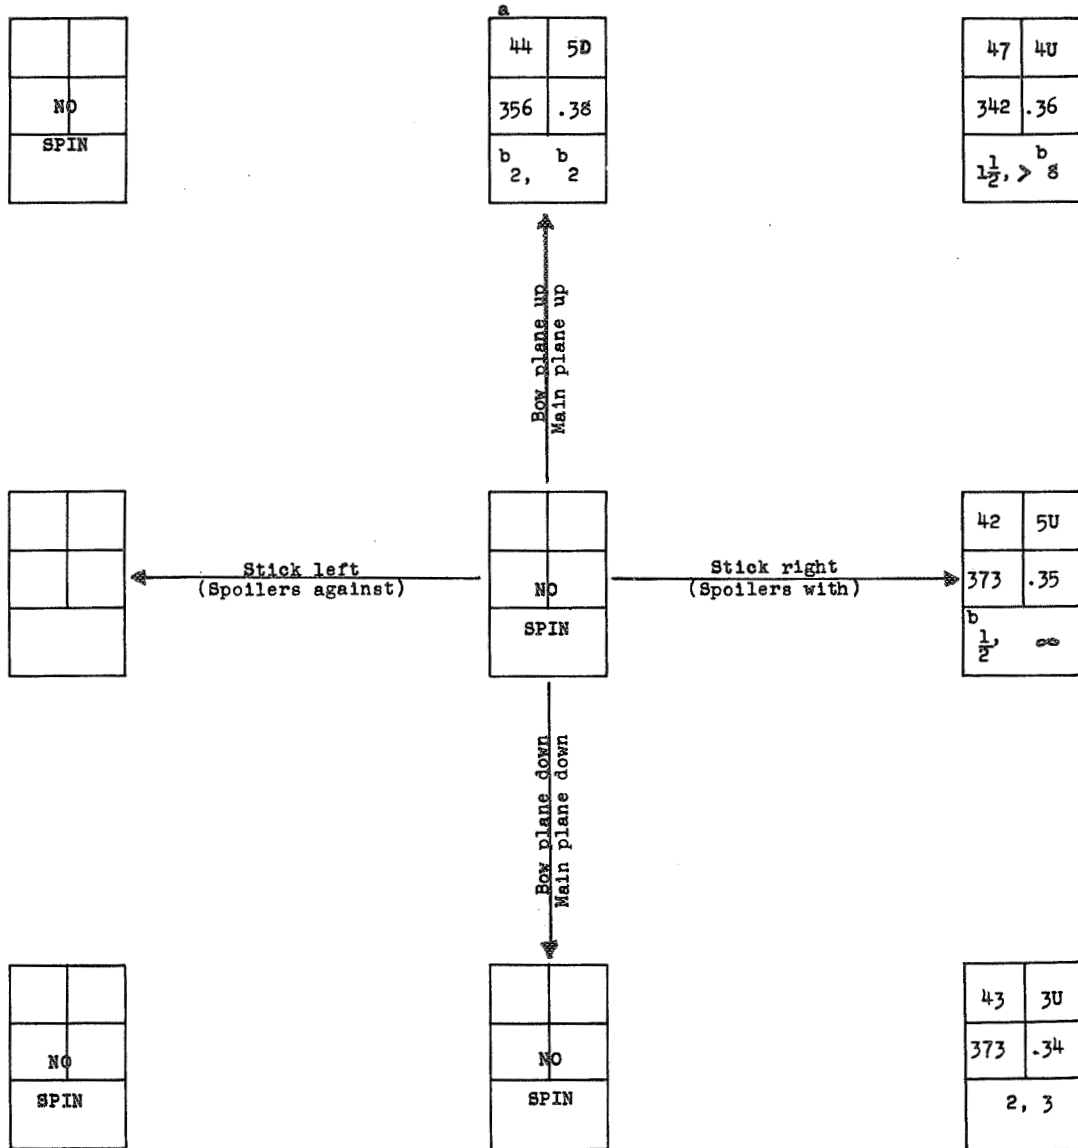 a
44 5D
47 4U
NO
356 .38
342 .36
SPIN
b 2, b 2
1 1/2, > b 8
Bow plane up
Main plane up
42 5U
Stick left
(Spoilers against)
NO
Stick right
(Spoilers with)
373 .35
SPIN
b 1/2, ∞
Bow plane down
Main plane down
43 3U
NO
NO
373 .34
SPIN
SPIN
2, 3